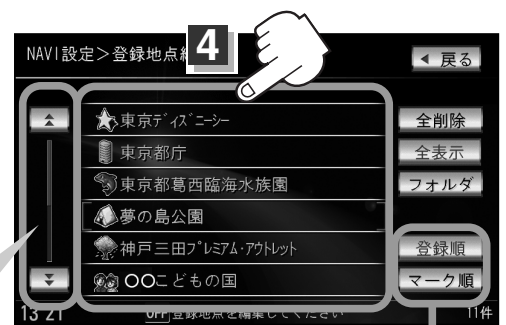 NAVI設定>登録地点
4
戻る
東京ディズニーシー
東京都庁
東京都葛西臨海水族園
夢の島公園
神戸三田プレミアム・アウトレット
○○こどもの国
全削除
全表示
フォルダ
登録順
マーク順
13 21
OFF 登録地点を編集してください
11件